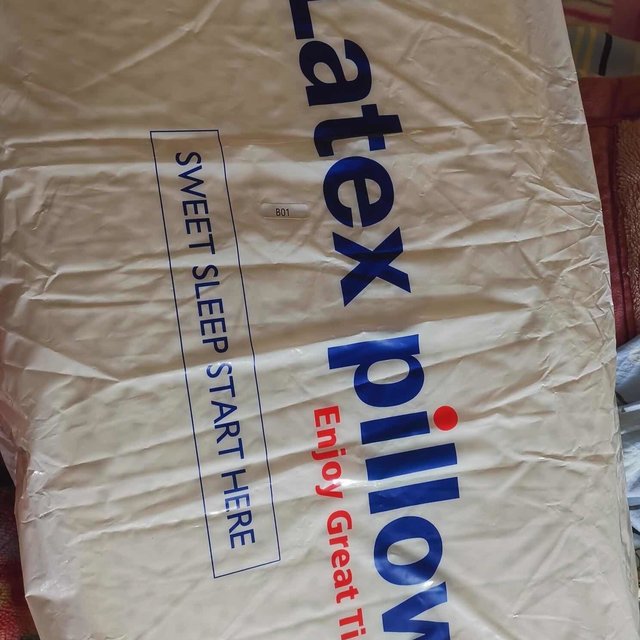 Latex pillow
Enjoy Great Ti
B01
SWEET SLEEP START HERE